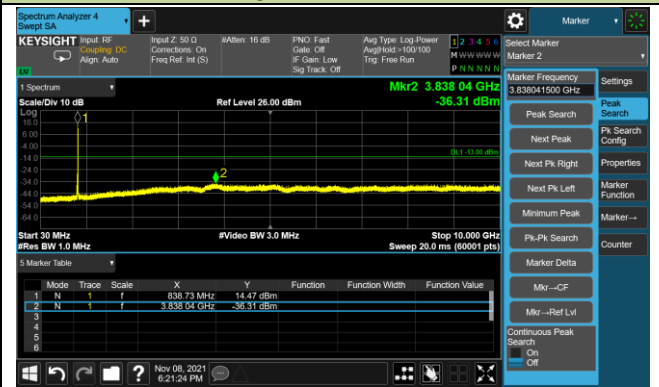 Spectrum Analyzer 4
Swept SA
Marker
KEYSIGHT
Input: RF
Coupling: DC
Align: Auto
Input Z: 50 Ω
Corrections: On
Freq Ref: Int (S)
#Atten: 16 dB
PNO: Fast
Gate: Off
IF Gain: Low
Sig Track: Off
Avg Type: Log-Power
Avg|Hold:>100/100
Trig: Free Run
1 2 3 4 5 6
M W W W W W
P N N N N N
Select Marker
Marker 2
1 Spectrum
Mkr2 3.838 04 GHz
Scale/Div 10 dB
Ref Level 26.00 dBm
-36.31 dBm
Log
16.0
6.00
-4.00
-14.0
-24.0
-34.0
-44.0
-54.0
-64.0
1
2
DL1 -13.00 dBm
Start 30 MHz
#Video BW 3.0 MHz
Stop 10.000 GHz
#Res BW 1.0 MHz
Sweep 20.0 ms (60001 pts)
5 Marker Table
Mode Trace Scale X Y Function Function Width Function Value
1 N 1 f 838.73 MHz 14.47 dBm
2 N 1 f 3.838 04 GHz -36.31 dBm
3
4
5
6
Marker Frequency
3.838041500 GHz
Peak Search
Next Peak
Next Pk Right
Next Pk Left
Minimum Peak
Pk-Pk Search
Marker Delta
Mkr→CF
Mkr→Ref Lvl
Continuous Peak
Search
On
Off
Settings
Peak
Search
Pk Search
Config
Properties
Marker
Function
Marker→
Counter
Nov 08, 2021
6:21:24 PM